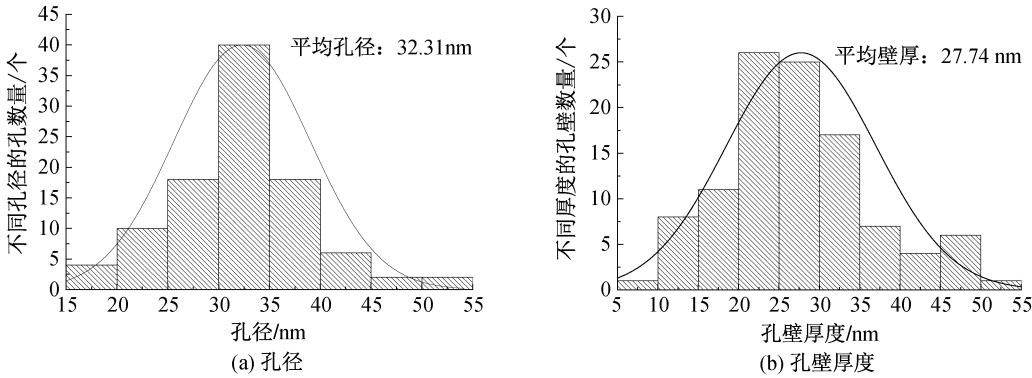 不同孔径的孔数量/个
45
40
35
30
25
20
15
10
5
0
平均孔径：32.31nm
15 20 25 30 35 40 45 50 55
孔径/nm
(a) 孔径
不同厚度的孔壁数量/个
30
25
20
15
10
5
0
平均壁厚：27.74 nm
5 10 15 20 25 30 35 40 45 50 55
孔壁厚度/nm
(b) 孔壁厚度